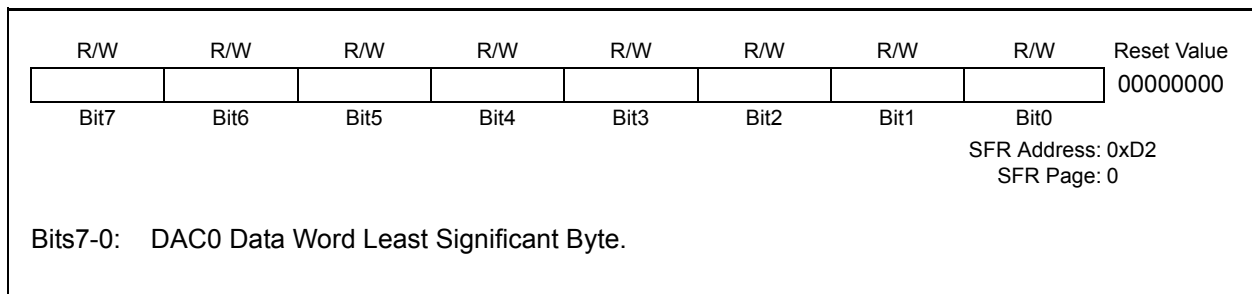 R/W R/W R/W R/W R/W R/W R/W R/W Reset Value
00000000
Bit7 Bit6 Bit5 Bit4 Bit3 Bit2 Bit1 Bit0
SFR Address: 0xD2
SFR Page: 0
Bits7-0: DAC0 Data Word Least Significant Byte.